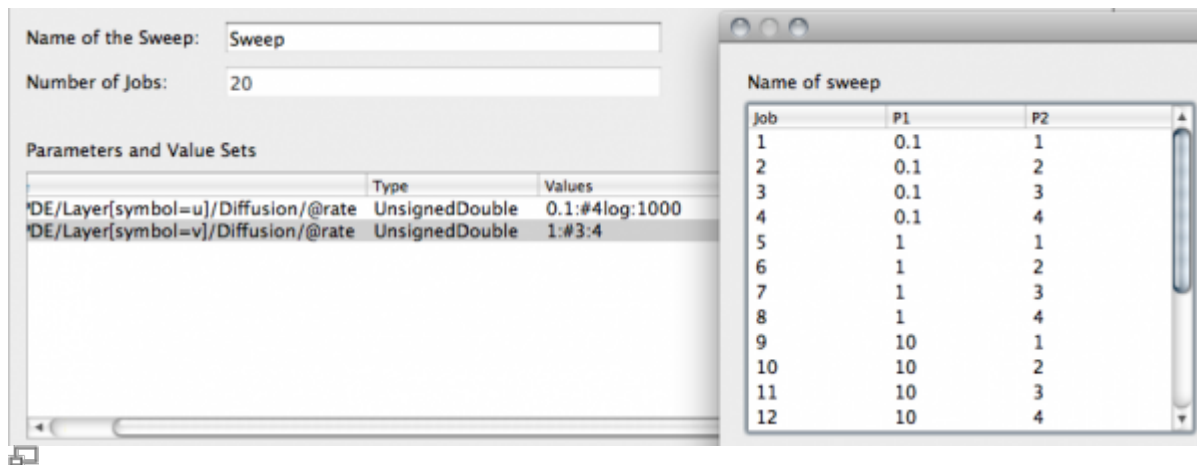 Name of the Sweep: Sweep
Number of Jobs: 20
Parameters and Value Sets
Type Values
DE/Layer[symbol=u]/Diffusion/@rate UnsignedDouble 0.1:#4log:1000
DE/Layer[symbol=v]/Diffusion/@rate UnsignedDouble 1:#3:4
Name of sweep
Job P1 P2
1 0.1 1
2 0.1 2
3 0.1 3
4 0.1 4
5 1 1
6 1 2
7 1 3
8 1 4
9 10 1
10 10 2
11 10 3
12 10 4